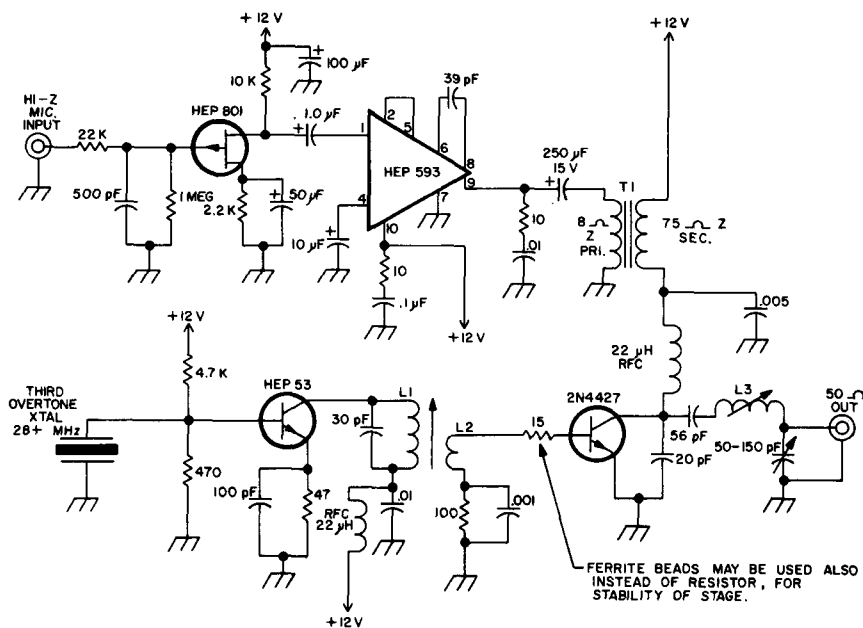 +12 V
+12 V
100 µF
10 K
39 pF
HI-Z
MIC.
INPUT
HEP 801
22 K
1.0 µF
2
5
6
1
8
HEP 593
9
250 µF
15 V
T1
500 pF
1 MEG
2.2 K
50 µF
4
7
10
10 µF
10
.01
8 Ω
Z
PRI.
75 Ω Z
SEC.
10
.1 µF
+12 V
.005
+12 V
4.7 K
HEP 53
L1
22 µH
RFC
THIRD
OVERTONE
XTAL
28+ MHz
30 pF
L2
15
2N4427
L3
50-Ω
OUT
56 pF
50-150 pF
20 pF
470
100 pF
47
.01
RFC
22 µH
100
.001
+12 V
FERRITE BEADS MAY BE USED ALSO
INSTEAD OF RESISTOR, FOR
STABILITY OF STAGE.